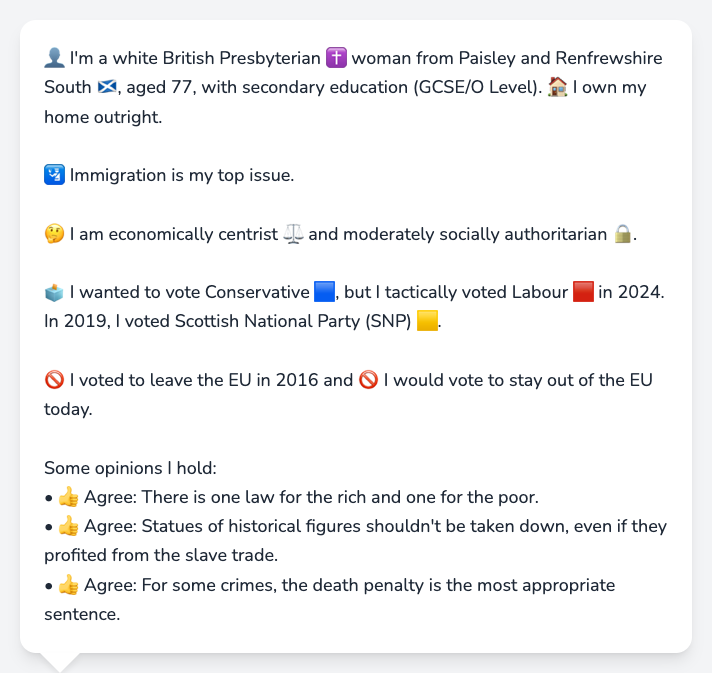 👤 I'm a white British Presbyterian ✝️ woman from Paisley and Renfrewshire
South 🏴󠁧󠁢󠁳󠁣󠁴󠁿, aged 77, with secondary education (GCSE/O Level). 🏠 I own my
home outright.
🛂 Immigration is my top issue.
🤔 I am economically centrist ⚖️ and moderately socially authoritarian 🔒.
🗳️ I wanted to vote Conservative 🟦, but I tactically voted Labour 🟥 in 2024.
In 2019, I voted Scottish National Party (SNP) 🟨.
🚫 I voted to leave the EU in 2016 and 🚫 I would vote to stay out of the EU
today.
Some opinions I hold:
• 👍 Agree: There is one law for the rich and one for the poor.
• 👍 Agree: Statues of historical figures shouldn't be taken down, even if they
profited from the slave trade.
• 👍 Agree: For some crimes, the death penalty is the most appropriate
sentence.